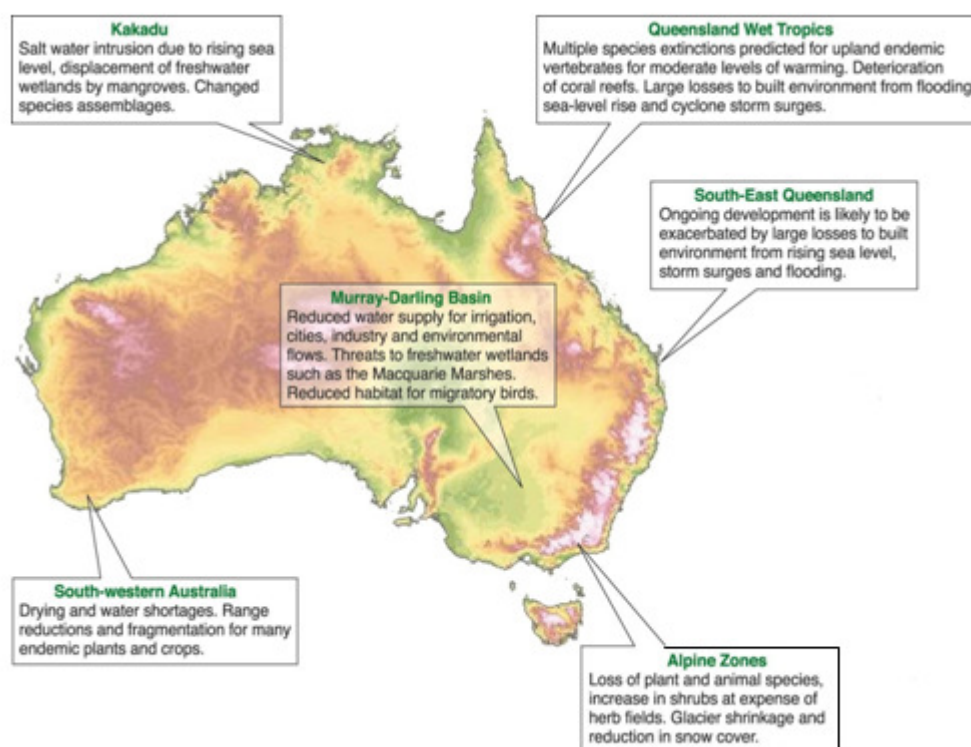 Kakadu
Salt water intrusion due to rising sea
level, displacement of freshwater
wetlands by mangroves. Changed
species assemblages.
Queensland Wet Tropics
Multiple species extinctions predicted for upland endemic
vertebrates for moderate levels of warming. Deterioration
of coral reefs. Large losses to built environment from flooding
sea-level rise and cyclone storm surges.
South-East Queensland
Ongoing development is likely to be
exacerbated by large losses to built
environment from rising sea level,
storm surges and flooding.
Murray-Darling Basin
Reduced water supply for irrigation,
cities, industry and environmental
flows. Threats to freshwater wetlands
such as the Macquarie Marshes.
Reduced habitat for migratory birds.
South-western Australia
Drying and water shortages. Range
reductions and fragmentation for many
endemic plants and crops.
Alpine Zones
Loss of plant and animal species,
increase in shrubs at expense of
herb fields. Glacier shrinkage and
reduction in snow cover.